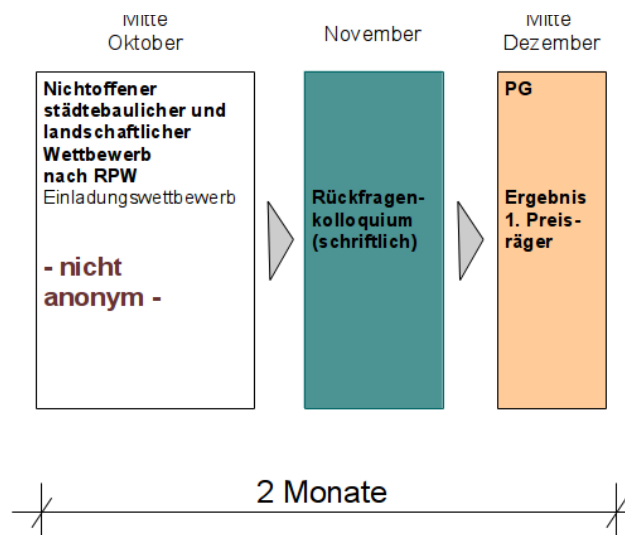 Mitte
Oktober
November
Mitte
Dezember
Nichtoffener
städtebaulicher und
landschaftlicher
Wettbewerb
nach RPW
Einladungswettbewerb
- nicht
anonym -
Rückfragen-
kolloquium
(schriftlich)
PG
Ergebnis
1. Preis-
räger
2 Monate